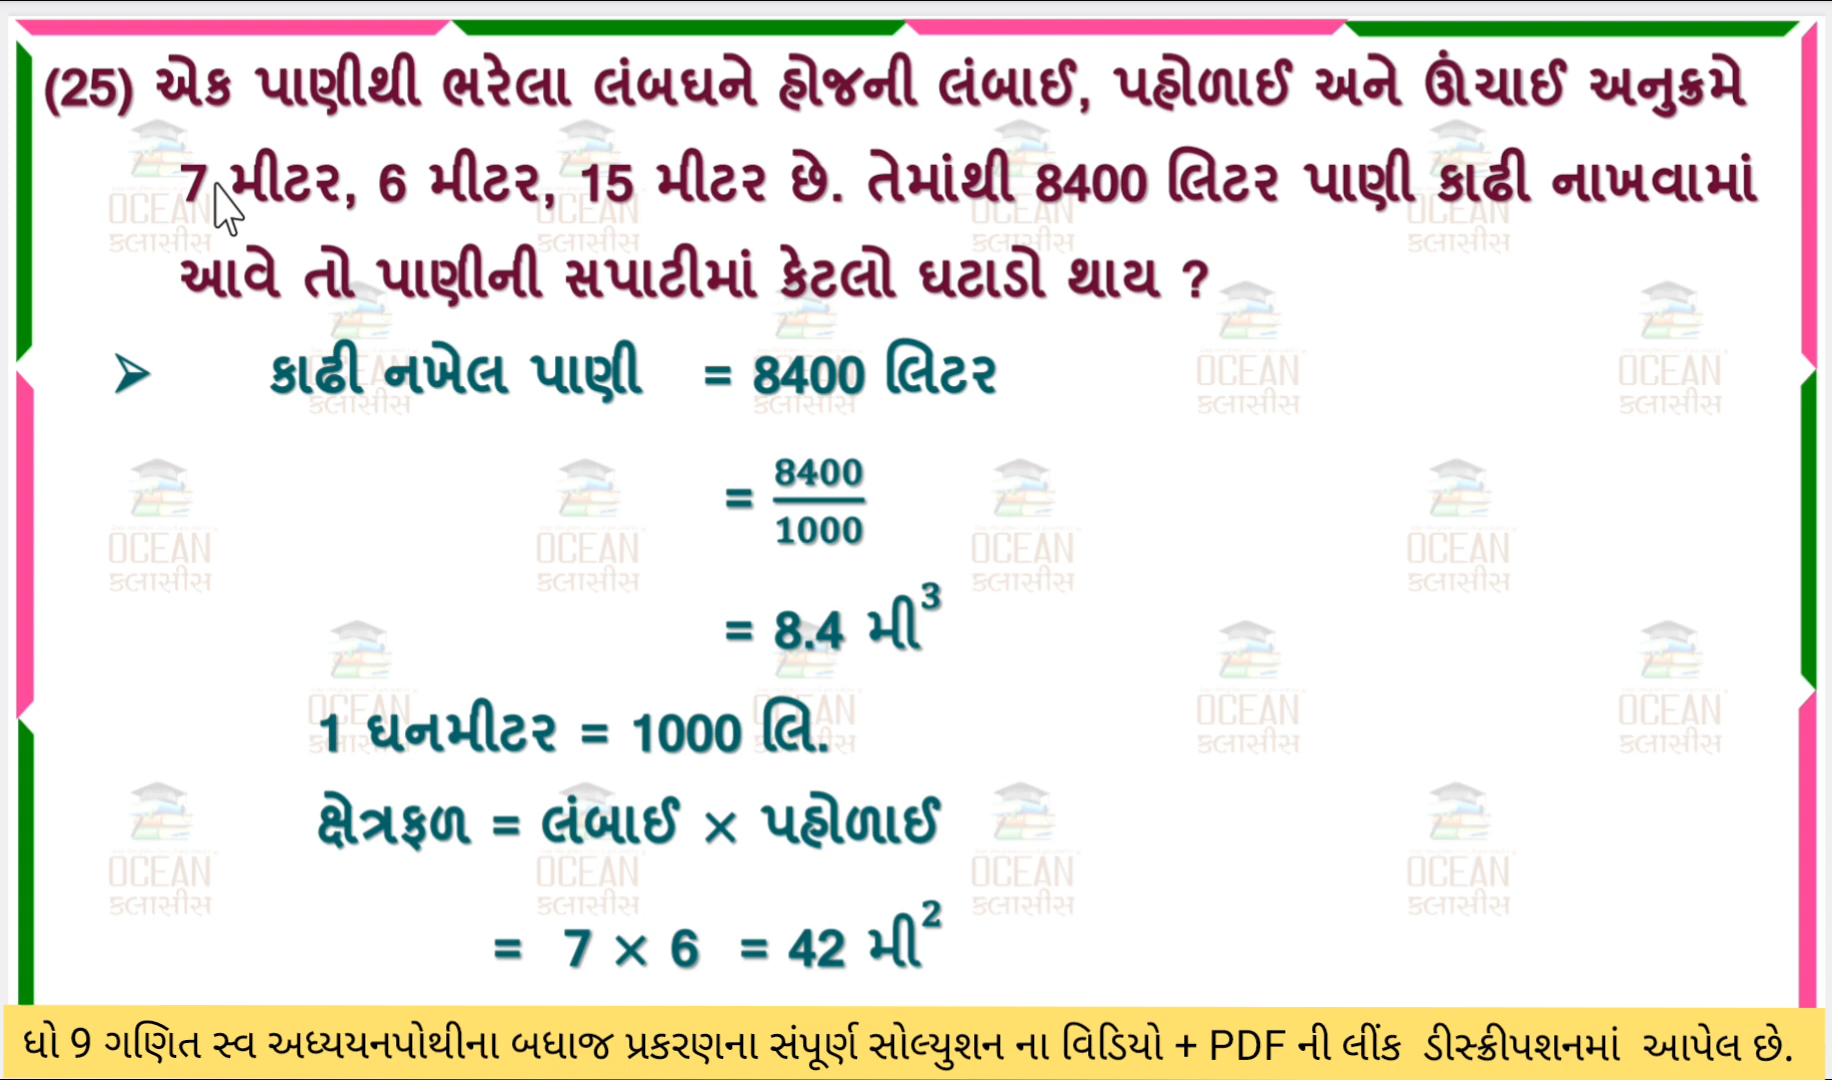 (25) એક પાણીથી ભરેલા લંબઘને હોજની લંબાઈ, પહોળાઈ અને ઊંચાઈ અનુક્રમે
7 મીટર, 6 મીટર, 15 મીટર છે. તેમાંથી 8400 લિટર પાણી કાઢી નાખવામાં
આવે તો પાણીની સપાટીમાં કેટલો ઘટાડો થાય ?
➤ કાઢી નખેલ પાણી = 8400 લિટર
= 8400/1000
= 8.4 મી³
1 ઘનમીટર = 1000 લિ.
ક્ષેત્રફળ = લંબાઈ × પહોળાઈ
= 7 × 6 = 42 મી²
ધો 9 ગણિત સ્વ અધ્યયનપોથીના બધાજ પ્રકરણના સંપૂર્ણ સોલ્યુશન ના વિડિયો + PDF ની લીંક ડીસ્ક્રીપશનમાં આપેલ છે.
OCEAN
ક્લાસીસ